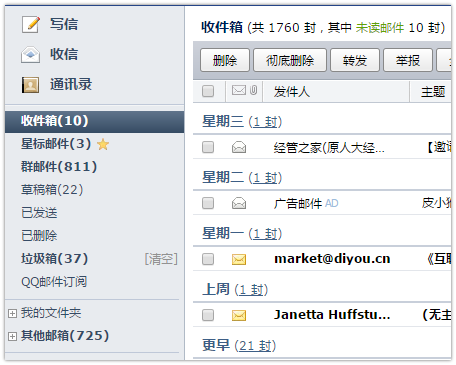 写信
收信
通讯录
收件箱(10)
星标邮件(3)
群邮件(811)
草稿箱(22)
已发送
已删除
垃圾箱(37) [清空]
QQ邮件订阅
我的文件夹
其他邮箱(725)
收件箱 (共 1760 封 , 其中 未读邮件 10 封)
删除 彻底删除 转发 举报
发件人 主题
星期三 (1 封)
经管之家(原人大经... 【邀请
星期二 (1 封)
广告邮件 AD 皮小
星期一 (1 封)
market@diyou.cn 《互联
上周 (1 封)
Janetta Huffstu... (无主
更早 (21 封)